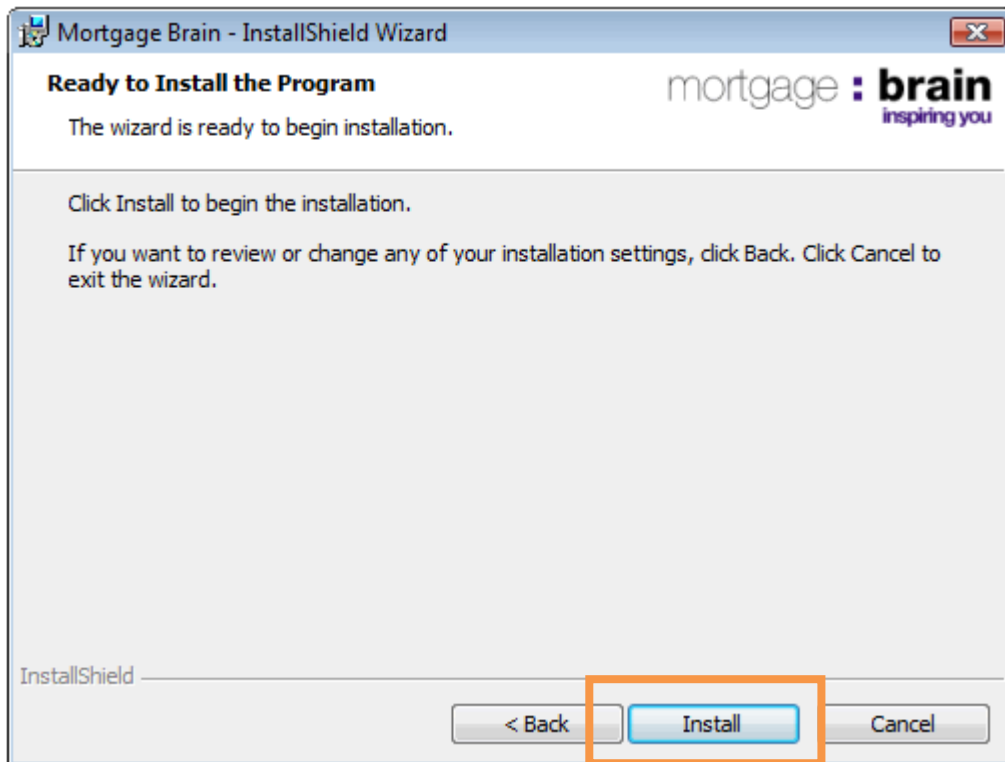 Mortgage Brain - InstallShield Wizard
Ready to Install the Program
The wizard is ready to begin installation.
mortgage : brain
inspiring you
Click Install to begin the installation.
If you want to review or change any of your installation settings, click Back. Click Cancel to
exit the wizard.
InstallShield
< Back
Install
Cancel